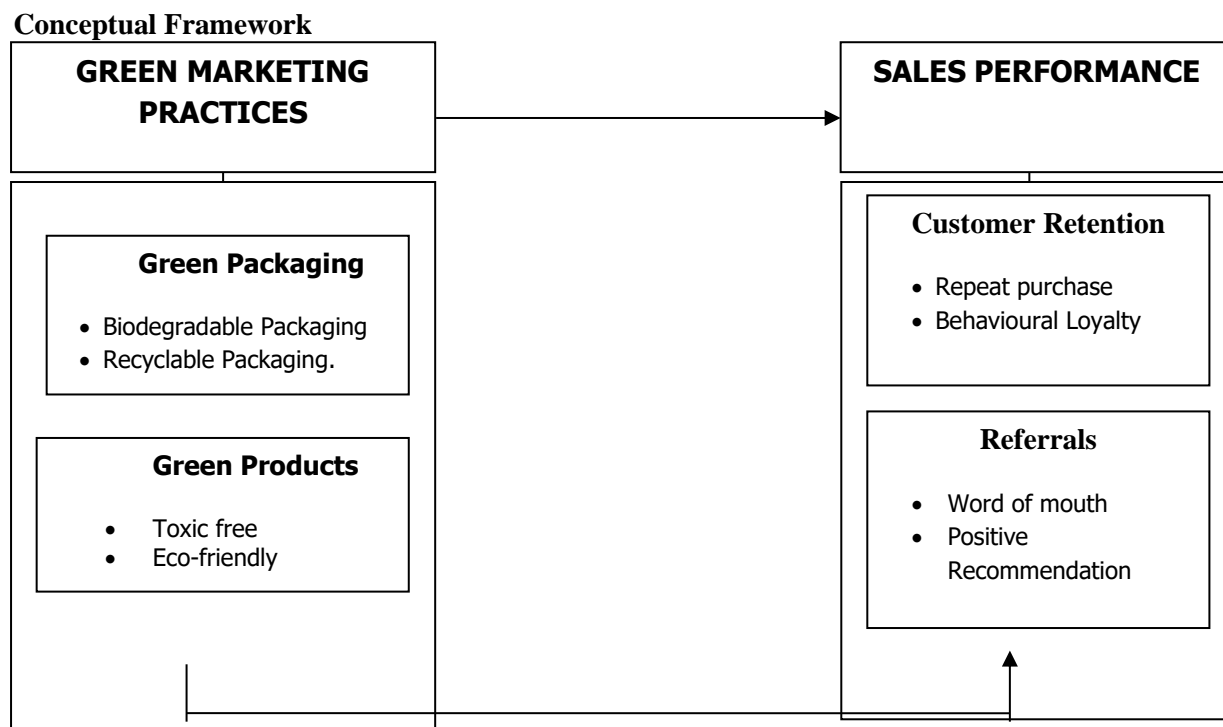 Conceptual Framework
GREEN MARKETING
PRACTICES
Green Packaging
• Biodegradable Packaging
• Recyclable Packaging.
Green Products
• Toxic free
• Eco-friendly
SALES PERFORMANCE
Customer Retention
• Repeat purchase
• Behavioural Loyalty
Referrals
• Word of mouth
• Positive
Recommendation